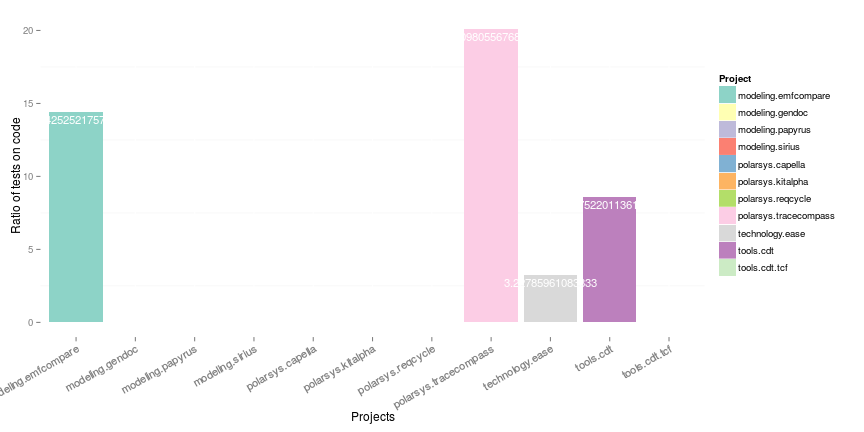 20
15
10
5
0
Ratio of tests on code
modeling.gendoc
modeling.papyrus
modeling.sirius
polarsys.capella
polarsys.kitalpha
polarsys.reqcycle
polarsys.tracecompass
technology.ease
tools.cdt
tools.cdt.tcf
Projects
Project
modeling.emfcompare
modeling.gendoc
modeling.papyrus
modeling.sirius
polarsys.capella
polarsys.kitalpha
polarsys.reqcycle
polarsys.tracecompass
technology.ease
tools.cdt
tools.cdt.tcf